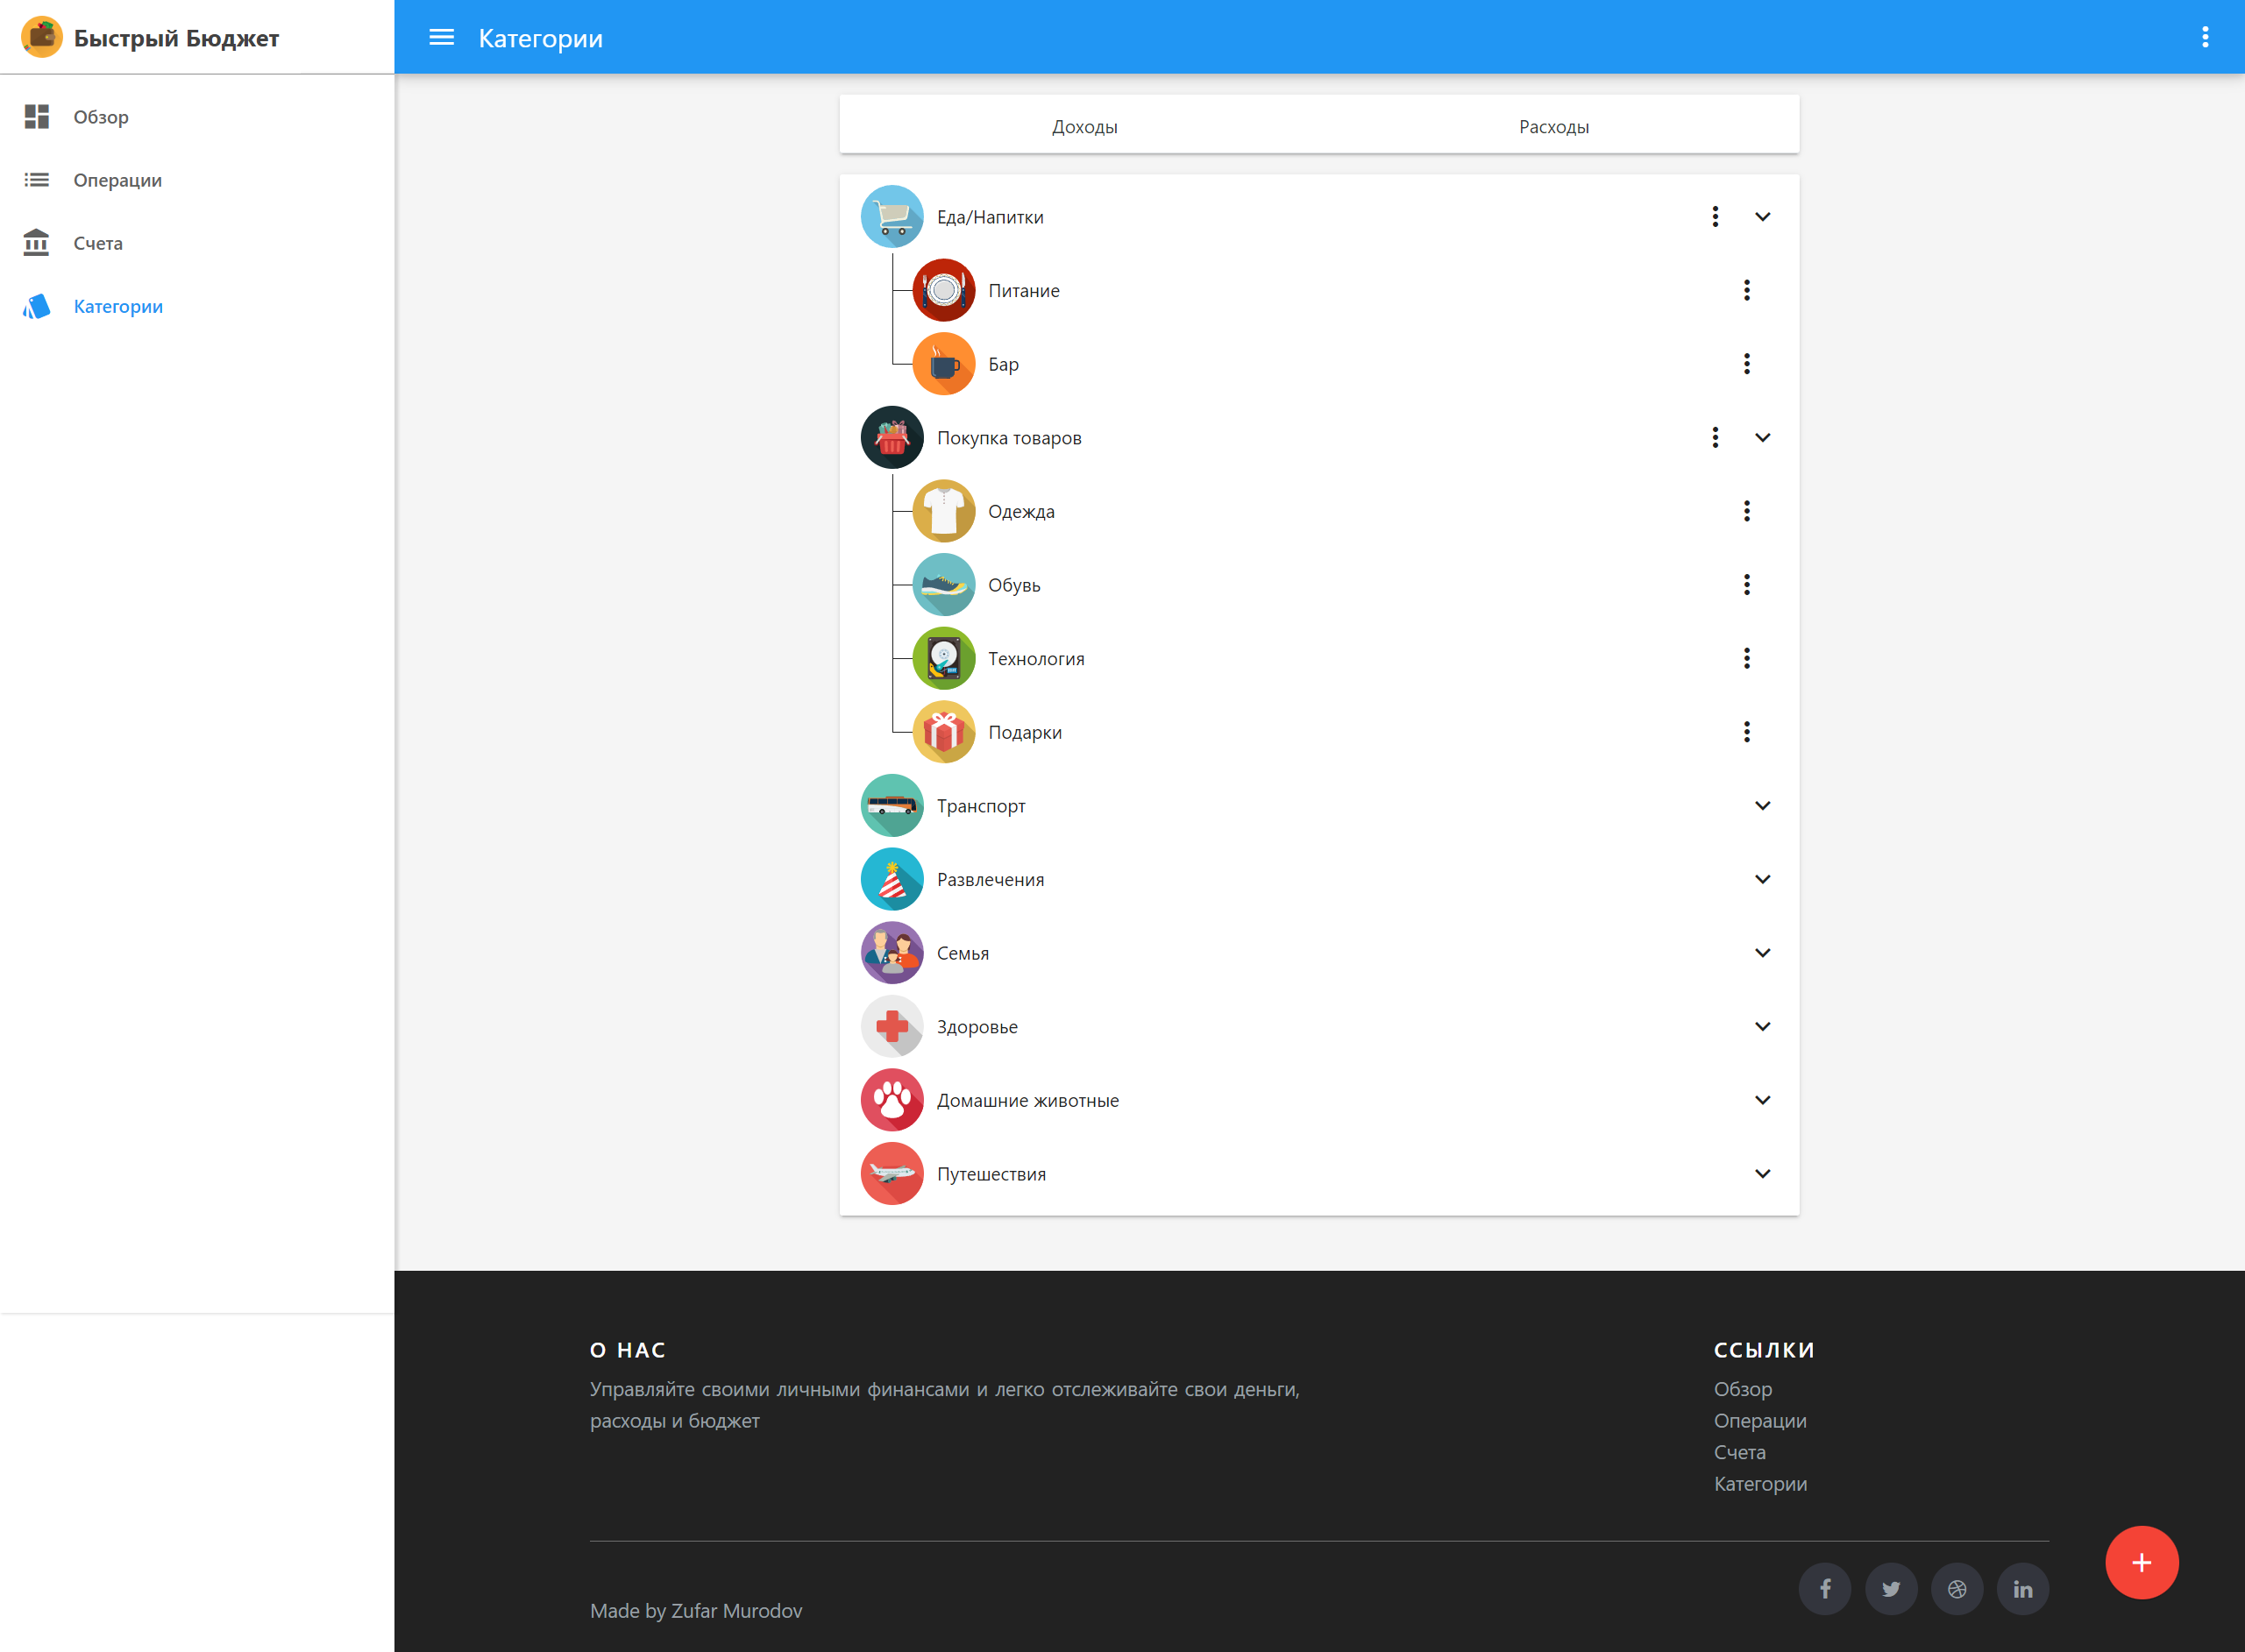 Быстрый Бюджет
Категории
Обзор
Операции
Счета
Категории
Доходы
Расходы
Еда/Напитки
Питание
Бар
Покупка товаров
Одежда
Обувь
Технология
Подарки
Транспорт
Развлечения
Семья
Здоровье
Домашние животные
Путешествия
О НАС
Управляйте своими личными финансами и легко отслеживайте свои деньги,
расходы и бюджет
ССЫЛКИ
Обзор
Операции
Счета
Категории
Made by Zufar Murodov